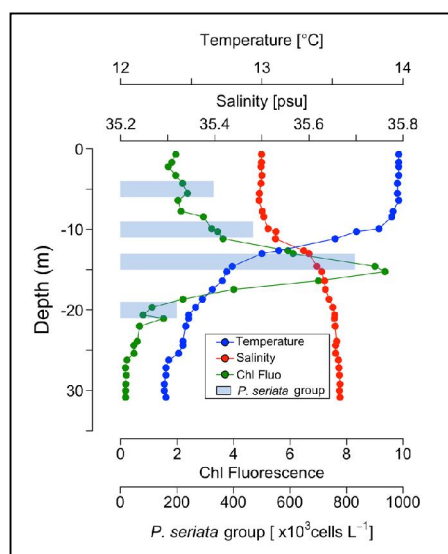 Temperature [°C]
12 13 14
Salinity [psu]
35.2 35.4 35.6 35.8
0
-10
-20
30
Depth (m)
Temperature
Salinity
Chl Fluo
P. seriata group
0 2 4 6 8 10
Chl Fluorescence
0 200 400 600 800 1000
P. seriata group [ x10³cells L⁻¹]